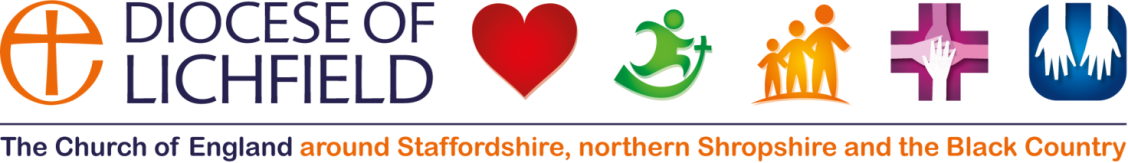 DIOCESE OF
LICHFIELD
The Church of England around Staffordshire, northern Shropshire and the Black Country